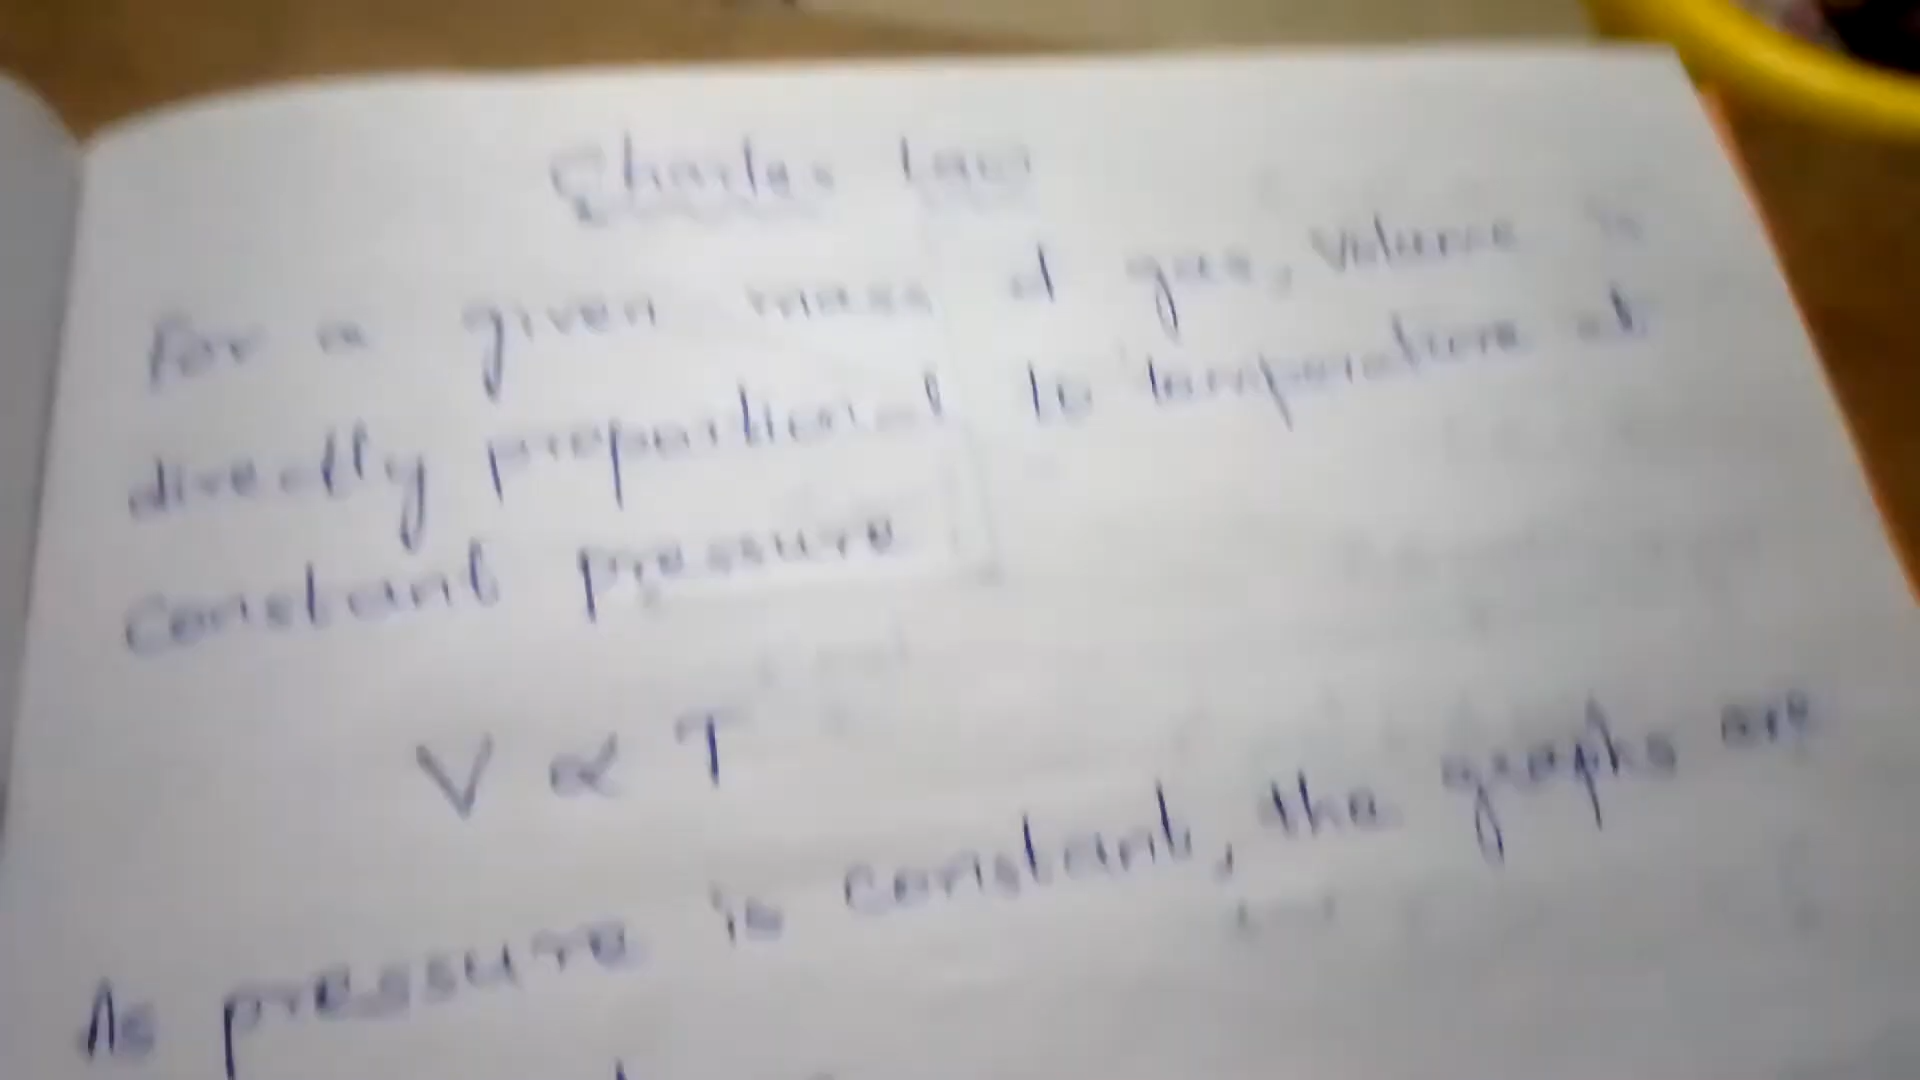 Charles Law
For a given mass of gas, volume is
directly proportional to temperature at
constant pressure
V ∝ T
As pressure is constant, the graphs are